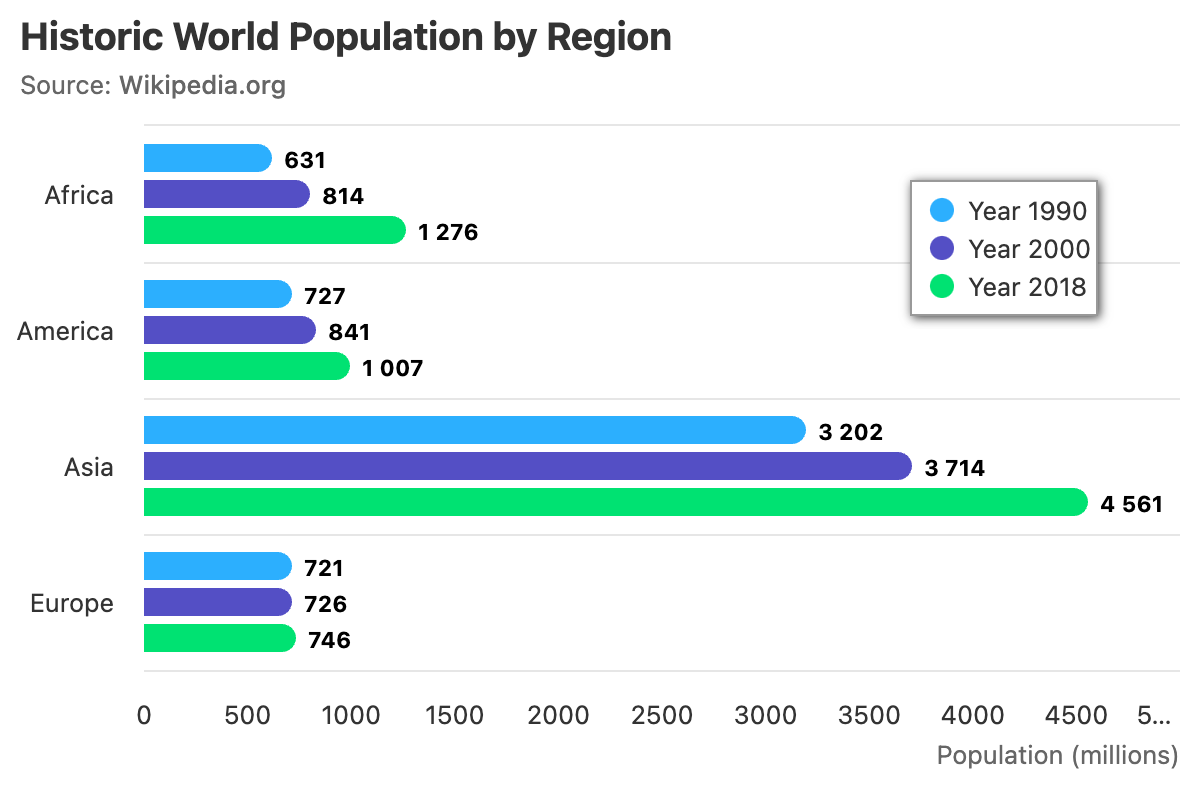 Historic World Population by Region
Source: Wikipedia.org
Africa
631
814
1 276
Year 1990
Year 2000
Year 2018
America
727
841
1 007
Asia
3 202
3 714
4 561
Europe
721
726
746
0 500 1000 1500 2000 2500 3000 3500 4000 4500 5...
Population (millions)